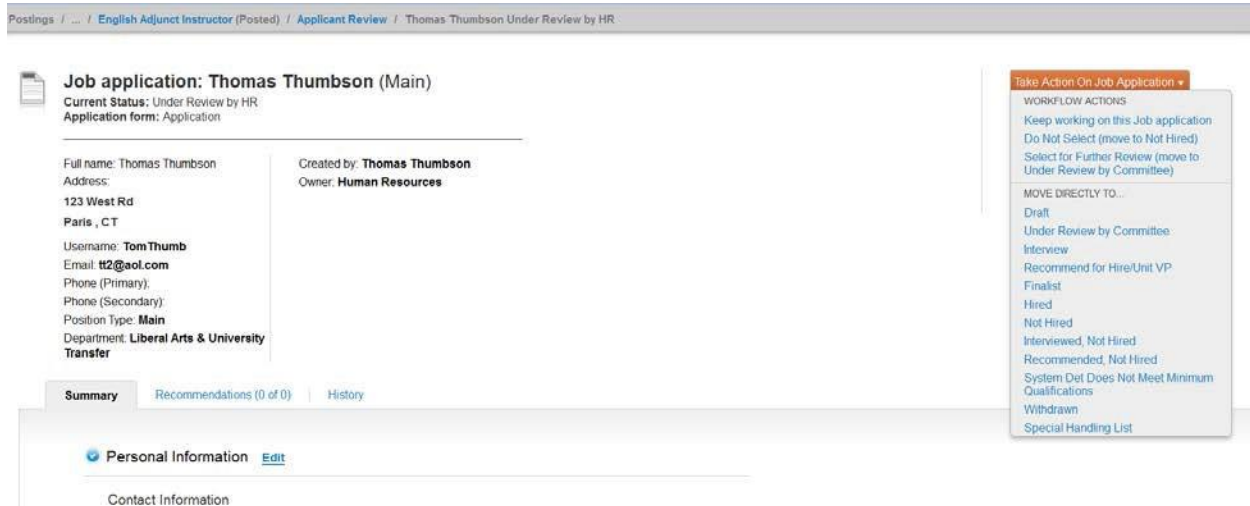 Postings / ... / English Adjunct Instructor (Posted) / Applicant Review / Thomas Thumbson Under Review by HR
Job application: Thomas Thumbson (Main)
Current Status: Under Review by HR
Application form: Application
Full name: Thomas Thumbson
Address:
123 West Rd
Paris , CT
Username: TomThumb
Email: tt2@aol.com
Phone (Primary):
Phone (Secondary):
Position Type: Main
Department: Liberal Arts & University
Transfer
Created by: Thomas Thumbson
Owner: Human Resources
Take Action On Job Application
WORKFLOW ACTIONS
Keep working on this Job application
Do Not Select (move to Not Hired)
Select for Further Review (move to
Under Review by Committee)
MOVE DIRECTLY TO...
Draft
Under Review by Committee
Interview
Recommend for Hire/Unit VP
Finalist
Hired
Not Hired
Interviewed, Not Hired
Recommended, Not Hired
System Det Does Not Meet Minimum
Qualifications
Withdrawn
Special Handling List
Summary Recommendations (0 of 0) History
Personal Information Edit
Contact Information